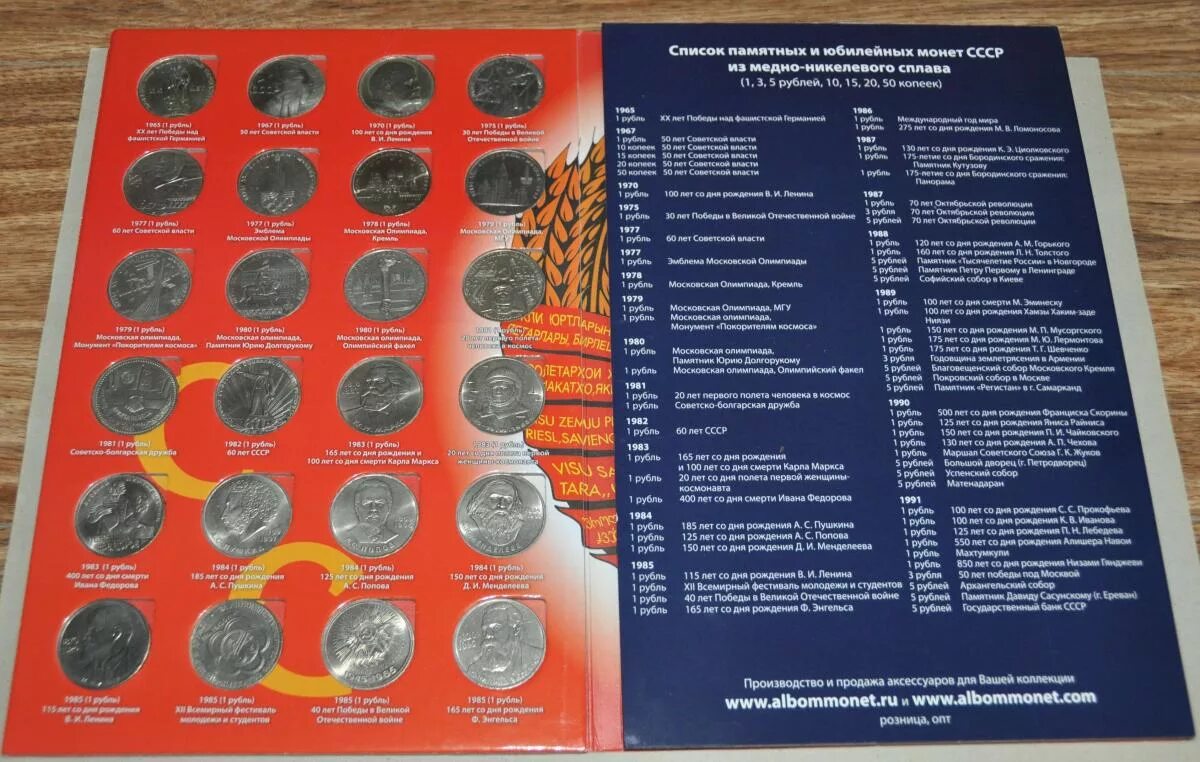 1965 (1 рубль)
XX лет Победы над
фашистской Германией
1967 (1 рубль)
50 лет Советской власти
1970 (1 рубль)
100 лет со дня рождения
В. И. Ленина
1975 (1 рубль)
30 лет Победы в Великой
Отечественной войне
1977 (1 рубль)
60 лет Советской власти
1977 (1 рубль)
Эмблема
Московской Олимпиады
1978 (1 рубль)
Московская Олимпиада,
Кремль
1979 (1 рубль)
Московская Олимпиада,
МГУ
1979 (1 рубль)
Московская Олимпиада,
Монумент «Покорителям космоса»
1980 (1 рубль)
Московская Олимпиада,
Памятник Юрию Долгорукому
1980 (1 рубль)
Московская Олимпиада,
Олимпийский факел
1981 (1 рубль)
20 лет первого полета
человека в космос
1981 (1 рубль)
Советско-болгарская дружба
1982 (1 рубль)
60 лет СССР
1983 (1 рубль)
165 лет со дня рождения и
100 лет со дня смерти Карла Маркса
1983 (1 рубль)
20 лет со дня полета первой
женщины-космонавта
1983 (1 рубль)
400 лет со дня смерти
Ивана Федорова
1984 (1 рубль)
185 лет со дня рождения
А. С. Пушкина
1984 (1 рубль)
125 лет со дня рождения
А. С. Попова
1984 (1 рубль)
150 лет со дня рождения
Д. И. Менделеева
1985 (1 рубль)
115 лет со дня рождения
В. И. Ленина
1985 (1 рубль)
XII Всемирный фестиваль
молодежи и студентов
1985 (1 рубль)
40 лет Победы в Великой
Отечественной войне
1985 (1 рубль)
165 лет со дня рождения
Ф. Энгельса
VISU ZEMJU
VISU
TARA
Список памятных и юбилейных монет СССР
из медно-никелевого сплава
(1, 3, 5 рублей, 10, 15, 20, 50 копеек)
1965
1 рубль XX лет Победы над фашистской Германией
1967
1 рубль 50 лет Советской власти
10 копеек 50 лет Советской власти
15 копеек 50 лет Советской власти
20 копеек 50 лет Советской власти
50 копеек 50 лет Советской власти
1970
1 рубль 100 лет со дня рождения В. И. Ленина
1975
1 рубль 30 лет Победы в Великой Отечественной войне
1977
1 рубль 60 лет Советской власти
1977
1 рубль Эмблема Московской Олимпиады
1978
1 рубль Московская Олимпиада, Кремль
1979
1 рубль Московская Олимпиада, МГУ
1 рубль Московская олимпиада,
Монумент «Покорителям космоса»
1980
1 рубль Московская олимпиада,
Памятник Юрию Долгорукому
1 рубль Московская олимпиада, Олимпийский факел
1981
1 рубль 20 лет первого полета человека в космос
1 рубль Советско-болгарская дружба
1982
1 рубль 60 лет СССР
1983
1 рубль 165 лет со дня рождения
и 100 лет со дня смерти Карла Маркса
1 рубль 20 лет со дня полета первой женщины-
космонавта
1 рубль 400 лет со дня смерти Ивана Федорова
1984
1 рубль 185 лет со дня рождения А. С. Пушкина
1 рубль 125 лет со дня рождения А. С. Попова
1 рубль 150 лет со дня рождения Д. И. Менделеева
1985
1 рубль 115 лет со дня рождения В. И. Ленина
1 рубль XII Всемирный фестиваль молодежи и студентов
1 рубль 40 лет Победы в Великой Отечественной войне
1 рубль 165 лет со дня рождения Ф. Энгельса
1986
1 рубль Международный год мира
1 рубль 275 лет со дня рождения М. В. Ломоносова
1987
1 рубль 130 лет со дня рождения К. Э. Циолковского
1 рубль 175-летие со дня Бородинского сражения:
Памятник Кутузову
1 рубль 175-летие со дня Бородинского сражения:
Панорама
1987
1 рубль 70 лет Октябрьской революции
3 рубля 70 лет Октябрьской революции
5 рублей 70 лет Октябрьской революции
1988
1 рубль 120 лет со дня рождения А. М. Горького
1 рубль 160 лет со дня рождения Л. Н. Толстого
5 рублей Памятник «Тысячелетие России» в Новгороде
5 рублей Памятник Петру Первому в Ленинграде
5 рублей Софийский собор в Киеве
1989
1 рубль 100 лет со дня смерти М. Эминеску
1 рубль 100 лет со дня рождения Хамзы Хаким-заде
Ниязи
1 рубль 150 лет со дня рождения М. П. Мусоргского
1 рубль 175 лет со дня рождения М. Ю. Лермонтова
1 рубль 175 лет со дня рождения Т. Г. Шевченко
3 рубля Годовщина землетрясения в Армении
5 рублей Благовещенский собор Московского Кремля
5 рублей Покровский собор в Москве
5 рублей Памятник «Регистан» в г. Самарканд
1990
1 рубль 500 лет со дня рождения Франциска Скорины
1 рубль 125 лет со дня рождения Яниса Райниса
1 рубль 150 лет со дня рождения П. И. Чайковского
1 рубль 130 лет со дня рождения А. П. Чехова
1 рубль Маршал Советского Союза Г. К. Жуков
5 рублей Большой дворец (г. Петродворец)
5 рублей Успенский собор
5 рублей Матенадаран
1991
1 рубль 100 лет со дня рождения С. С. Прокофьева
1 рубль 100 лет со дня рождения К. В. Иванова
1 рубль 125 лет со дня рождения П. Н. Лебедева
1 рубль 550 лет со дня рождения Алишера Навои
1 рубль Махтумкули
1 рубль 850 лет со дня рождения Низами Гянджеви
3 рубля 50 лет победы под Москвой
5 рублей Архангельский собор
5 рублей Памятник Давиду Сасунскому (г. Ереван)
5 рублей Государственный банк СССР
Производство и продажа аксессуаров для Вашей коллекции
www.albommonet.ru и www.albommonet.com
розница, опт